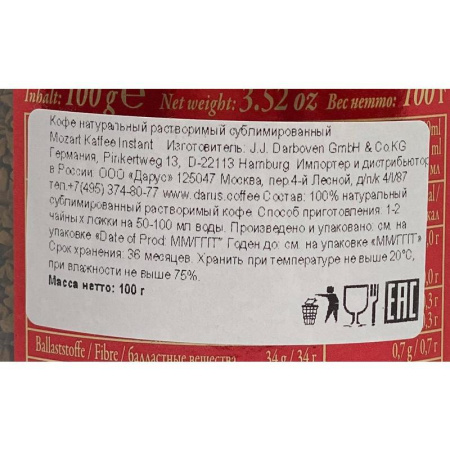 Inhalt: 100 g℮ Net weight: 3.52 oz Вес нетто: 100 г
Кофе натуральный растворимый сублимированный
Mozart Kaffee Instant Изготовитель: J.J. Darboven GmbH & Co.KG
Германия, Pinkertweg 13, D-22113 Hamburg Импортер и дистрибьютор
в России: ООО «Дарус» 125047 Москва, пер.4-й Лесной, д/п/к 4/I/87
тел.+7(495) 374-80-77 www.darus.coffee Состав: 100% натуральный
сублимированный растворимый кофе. Способ приготовления: 1-2
чайных ложки на 50-100 мл воды. Произведено и упаковано: см. на
упаковке «Date of Prod: ММ/ГГГГ" Годен до: см. на упаковке «ММ/ГГГГ»
Срок хранения: 36 месяцев. Хранить при температуре не выше 20°С,
при влажности не выше 75%.
Масса нетто: 100 г
EAC
Ballaststoffe / Fibre / балластные вещества 34 g / 34 г 0,7 g / 0,7 г